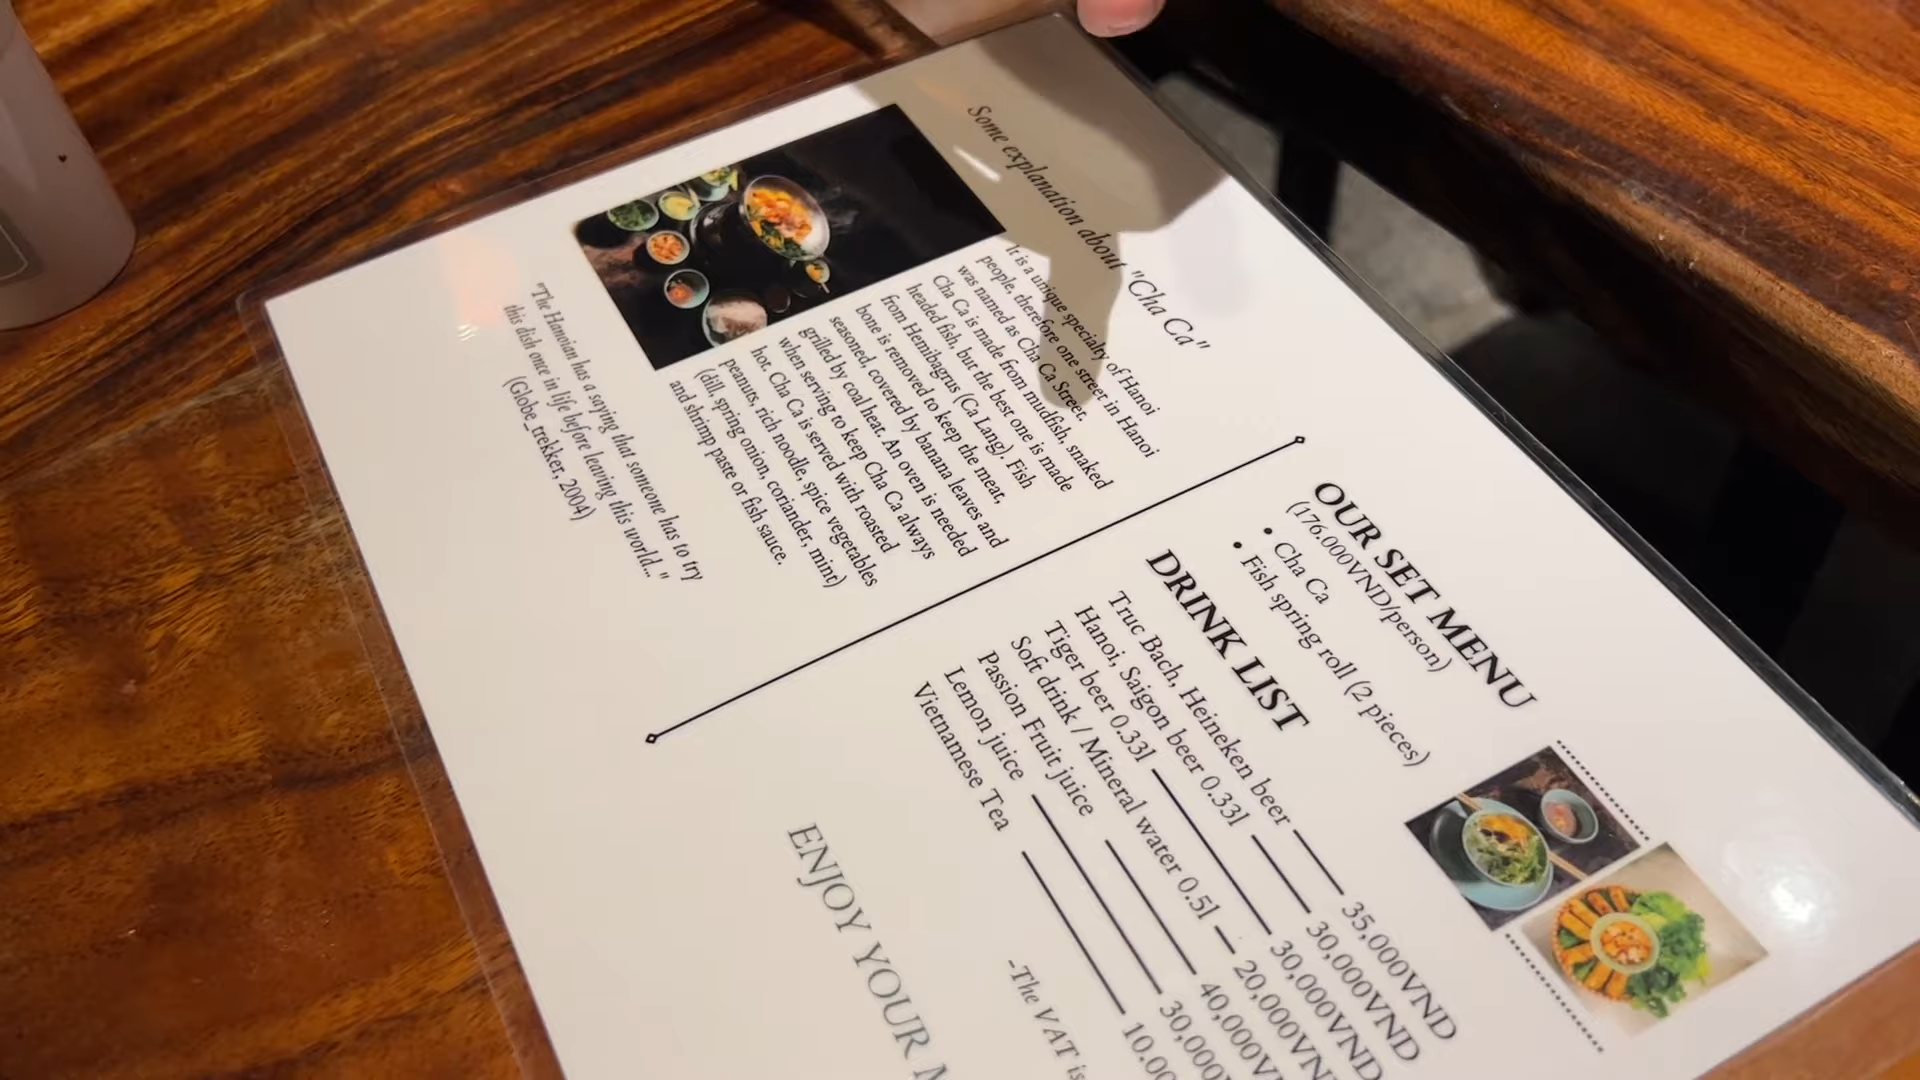 Some explanation about "Cha Ca"
It is a unique specialty of Hanoi
people, therefore one street in Hanoi
was named as Cha Ca Street.
Cha Ca is made from mudfish, snaked
headed fish, but the best one is made
from Hemibagrus (Ca Lang). Fish
bone is removed to keep the meat,
seasoned, covered by banana leaves and
grilled by coal heat. An oven is needed
when serving to keep Cha Ca always
hot. Cha Ca is served with roasted
peanuts, rich noodle, spice vegetables
(dill, spring onion, coriander, mint)
and shrimp paste or fish sauce.
"The Hanoian has a saying that someone has to try
this dish once in life before leaving this world..."
(Globe_trekker, 2004)
OUR SET MENU
(176.000VND/person)
• Cha Ca
• Fish spring roll (2 pieces)
DRINK LIST
Truc Bach, Heineken beer 35,000VND
Hanoi, Saigon beer 0.33l 30,000VND
Tiger beer 0.33l 30,000VND
Soft drink / Mineral water 0.5l 20,000VN
Passion Fruit juice 40,000V
Lemon juice 30,000
Vietnamese Tea 10.00
ENJOY YOUR
-The VAT is